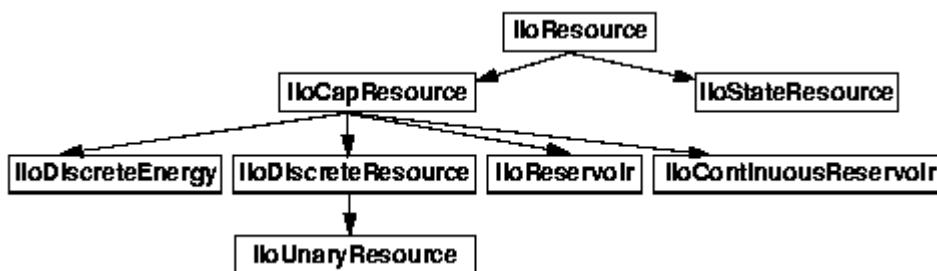 IloResource
IloCapResource
IloStateResource
IloDiscreteEnergy
IloDiscreteResource
IloReservoir
IloContinuousReservoir
IloUnaryResource